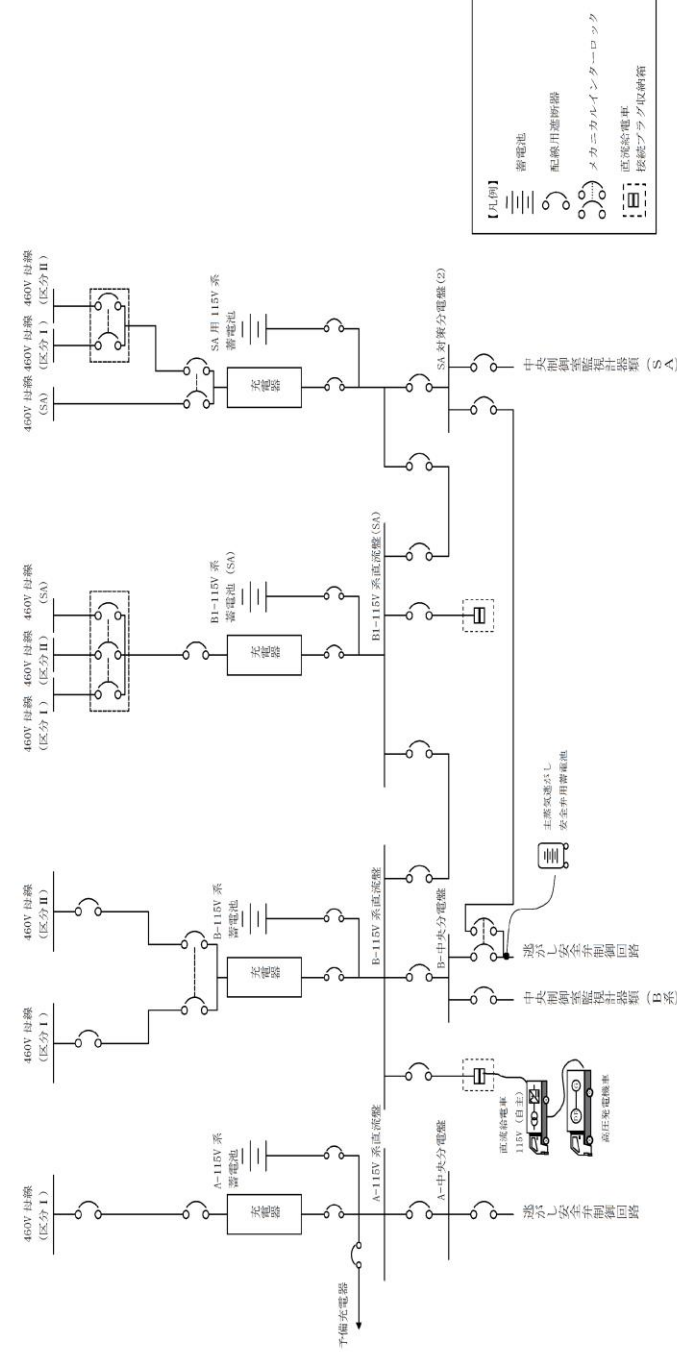 460V 母線
(区分Ⅰ)
A-115V 系
蓄電池
充電器
予備充電器
A-115V 系直流盤
A-中央分電盤
逃がし安全弁制御回路
460V 母線
(区分Ⅰ)
460V 母線
(区分Ⅱ)
B-115V 系
蓄電池
充電器
B-115V 系直流盤
B-中央分電盤
直流給電車
115V (自主)
高圧発電機車
中央制御室監視計器類(B系)
逃がし安全弁制御回路
主蒸気逃がし
安全弁用蓄電池
460V 母線
(区分Ⅰ)
460V 母線
(区分Ⅱ)
460V 母線
(SA)
B1-115V 系
蓄電池 (SA)
充電器
B1-115V 系直流盤(SA)
460V 母線
(SA)
460V 母線
(区分Ⅰ)
460V 母線
(区分Ⅱ)
SA 用 115V 系
蓄電池
充電器
SA 対策分電盤(2)
中央制御室監視計器類(SA)
【凡例】
蓄電池
配線用遮断器
メカニカルインターロック
直流給電車
接続プラグ収納箱